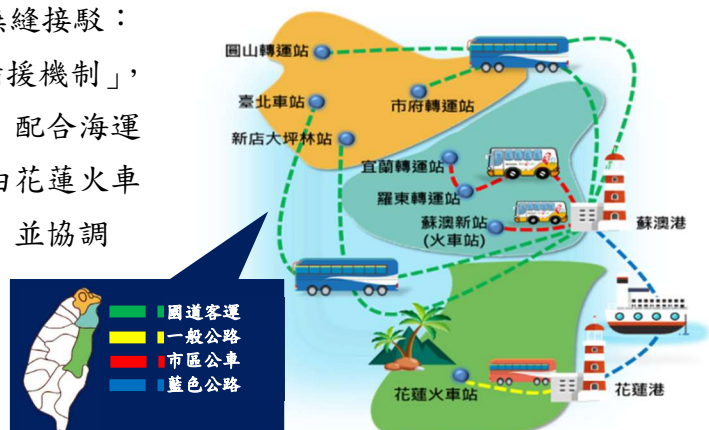 縫接駁：
援機制」，
配合海運
花蓮火車
並協調
圓山轉運站
臺北車站
市府轉運站
新店大坪林站
宜蘭轉運站
羅東轉運站
蘇澳新站
(火車站)
蘇澳港
花蓮火車站
花蓮港
國道客運
一般公路
市區公車
藍色公路